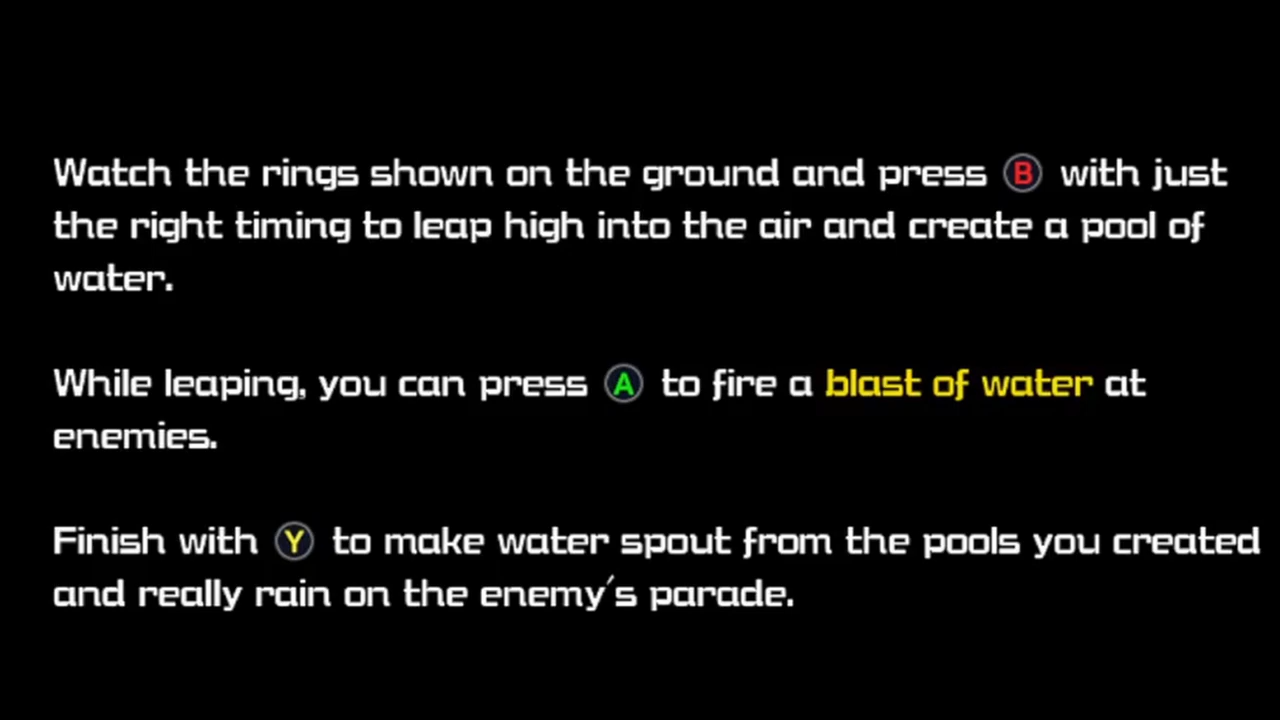 Watch the rings shown on the ground and press B with just
the right timing to leap high into the air and create a pool of
water.
While leaping, you can press A to fire a blast of water at
enemies.
Finish with Y to make water spout from the pools you created
and really rain on the enemy's parade.